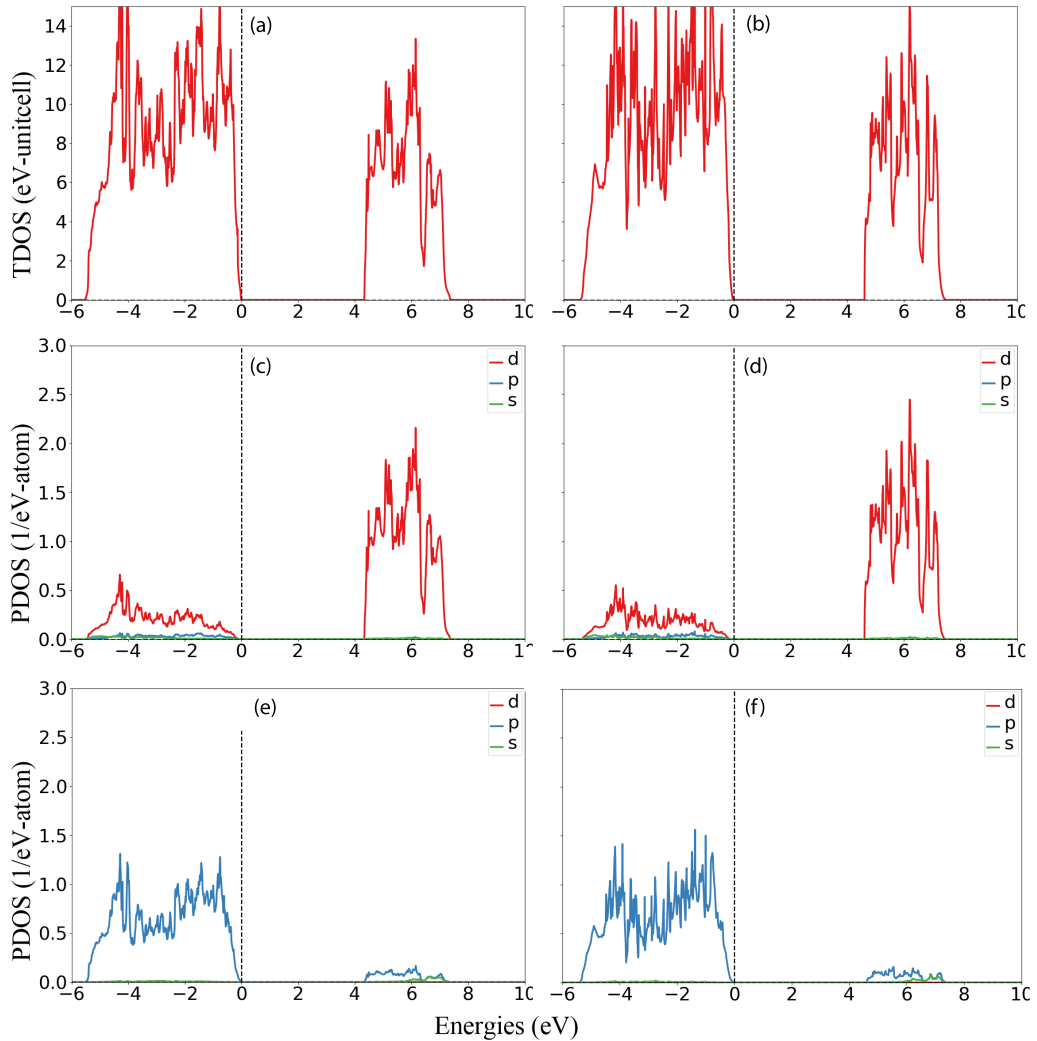 TDOS (eV-unitcell)
14
12
10
8
6
4
2
0
(a)
−6 −4 −2 0 2 4 6 8 10
(b)
−6 −4 −2 0 2 4 6 8 10
PDOS (1/eV-atom)
3.0
2.5
2.0
1.5
1.0
0.5
0.0
(c)
d
p
s
−6 −4 −2 0 2 4 6 8
(d)
d
p
s
−6 −4 −2 0 2 4 6 8 10
PDOS (1/eV-atom)
3.0
2.5
2.0
1.5
1.0
0.5
0.0
(e)
d
p
s
−6 −4 −2 0 2 4 6 8 10
(f)
d
p
s
−6 −4 −2 0 2 4 6 8 10
Energies (eV)